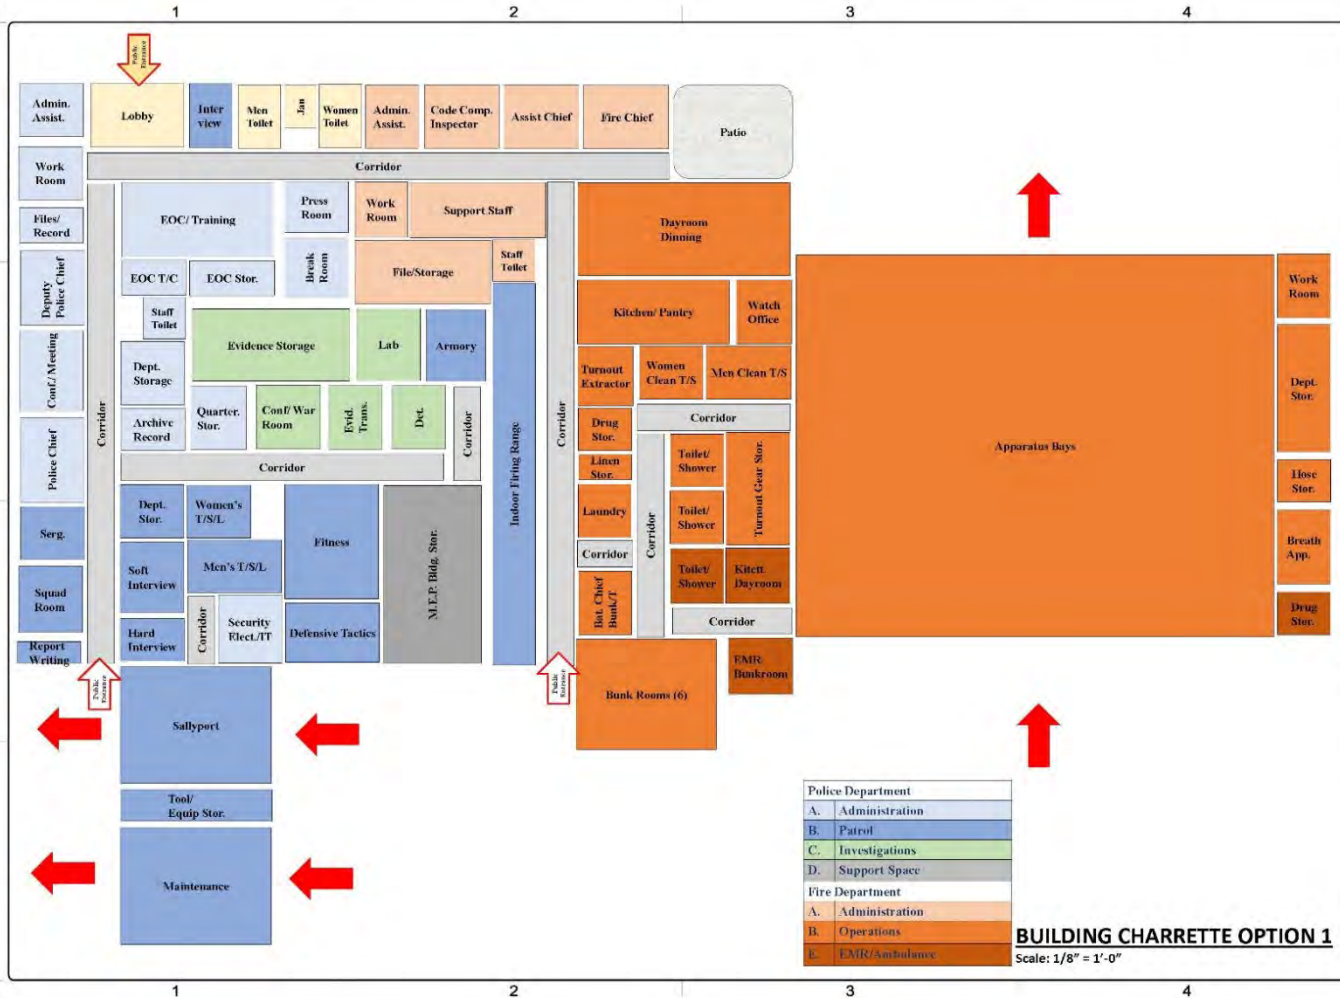 1 2 3 4
Public
Entrance
Admin.
Assist.
Lobby
Inter
view
Men
Toilet
Jan
Women
Toilet
Admin.
Assist.
Code Comp.
Inspector
Assist Chief
Fire Chief
Patio
Work
Room
Corridor
Files/
Record
EOC/ Training
Press
Room
Work
Room
Support Staff
Dayroom
Dinning
Deputy
Police Chief
EOC T/C
EOC Stor.
Break
Room
File/Storage
Staff
Toilet
Kitchen/ Pantry
Watch
Office
Work
Room
Staff
Toilet
Evidence Storage
Lab
Armory
Conf./ Meeting
Dept.
Storage
Turnout
Extractor
Women
Clean T/S
Men Clean T/S
Dept.
Stor.
Archive
Record
Quarter.
Stor.
Conf/ War
Room
Evid.
Trans.
Det.
Corridor
Corridor
Corridor
Indoor Firing Range
Corridor
Drug
Stor.
Corridor
Apparatus Bays
Police Chief
Corridor
Linen
Stor.
Toilet/
Shower
Turnout Gear Stor.
Hose
Stor.
Serg.
Dept.
Stor.
Women's
T/S/L
Fitness
M.E.P. Bldg. Stor.
Laundry
Corridor
Toilet/
Shower
Breath
App.
Squad
Room
Soft
Interview
Men's T/S/L
Corridor
Toilet/
Shower
Kitett.
Dayroom
Bat. Chief
Bunk/T
Drug
Stor.
Report
Writing
Hard
Interview
Corridor
Security
Elect./IT
Defensive Tactics
Corridor
Public
Entrance
Public
Entrance
Bunk Rooms (6)
EMR
Bunkroom
Sallyport
Tool/
Equip Stor.
Maintenance
Police Department
A. Administration
B. Patrol
C. Investigations
D. Support Space
Fire Department
A. Administration
B. Operations
E. EMR/Ambulance
BUILDING CHARRETTE OPTION 1
Scale: 1/8" = 1'-0"
1 2 3 4